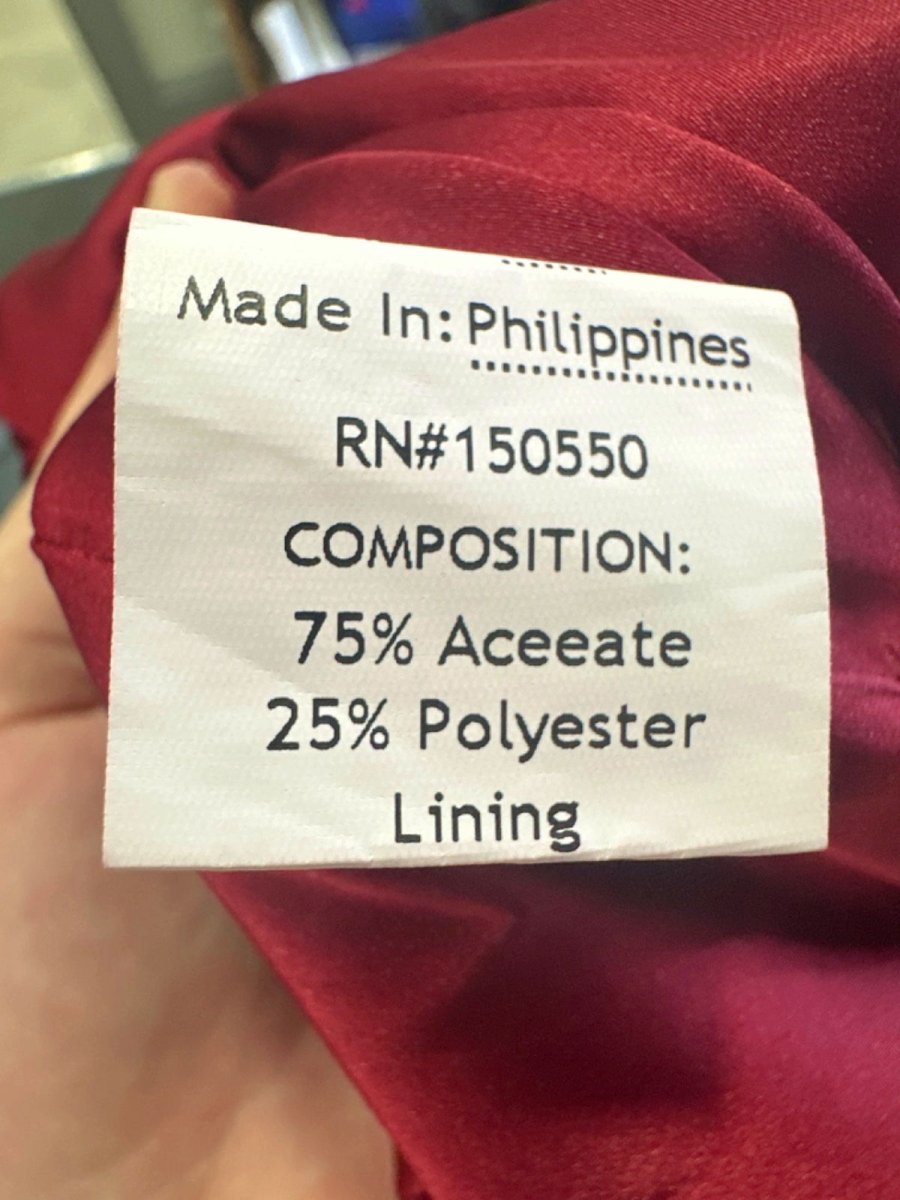 Made In: Philippines
RN#150550
COMPOSITION:
75% Aceeate
25% Polyester
Lining